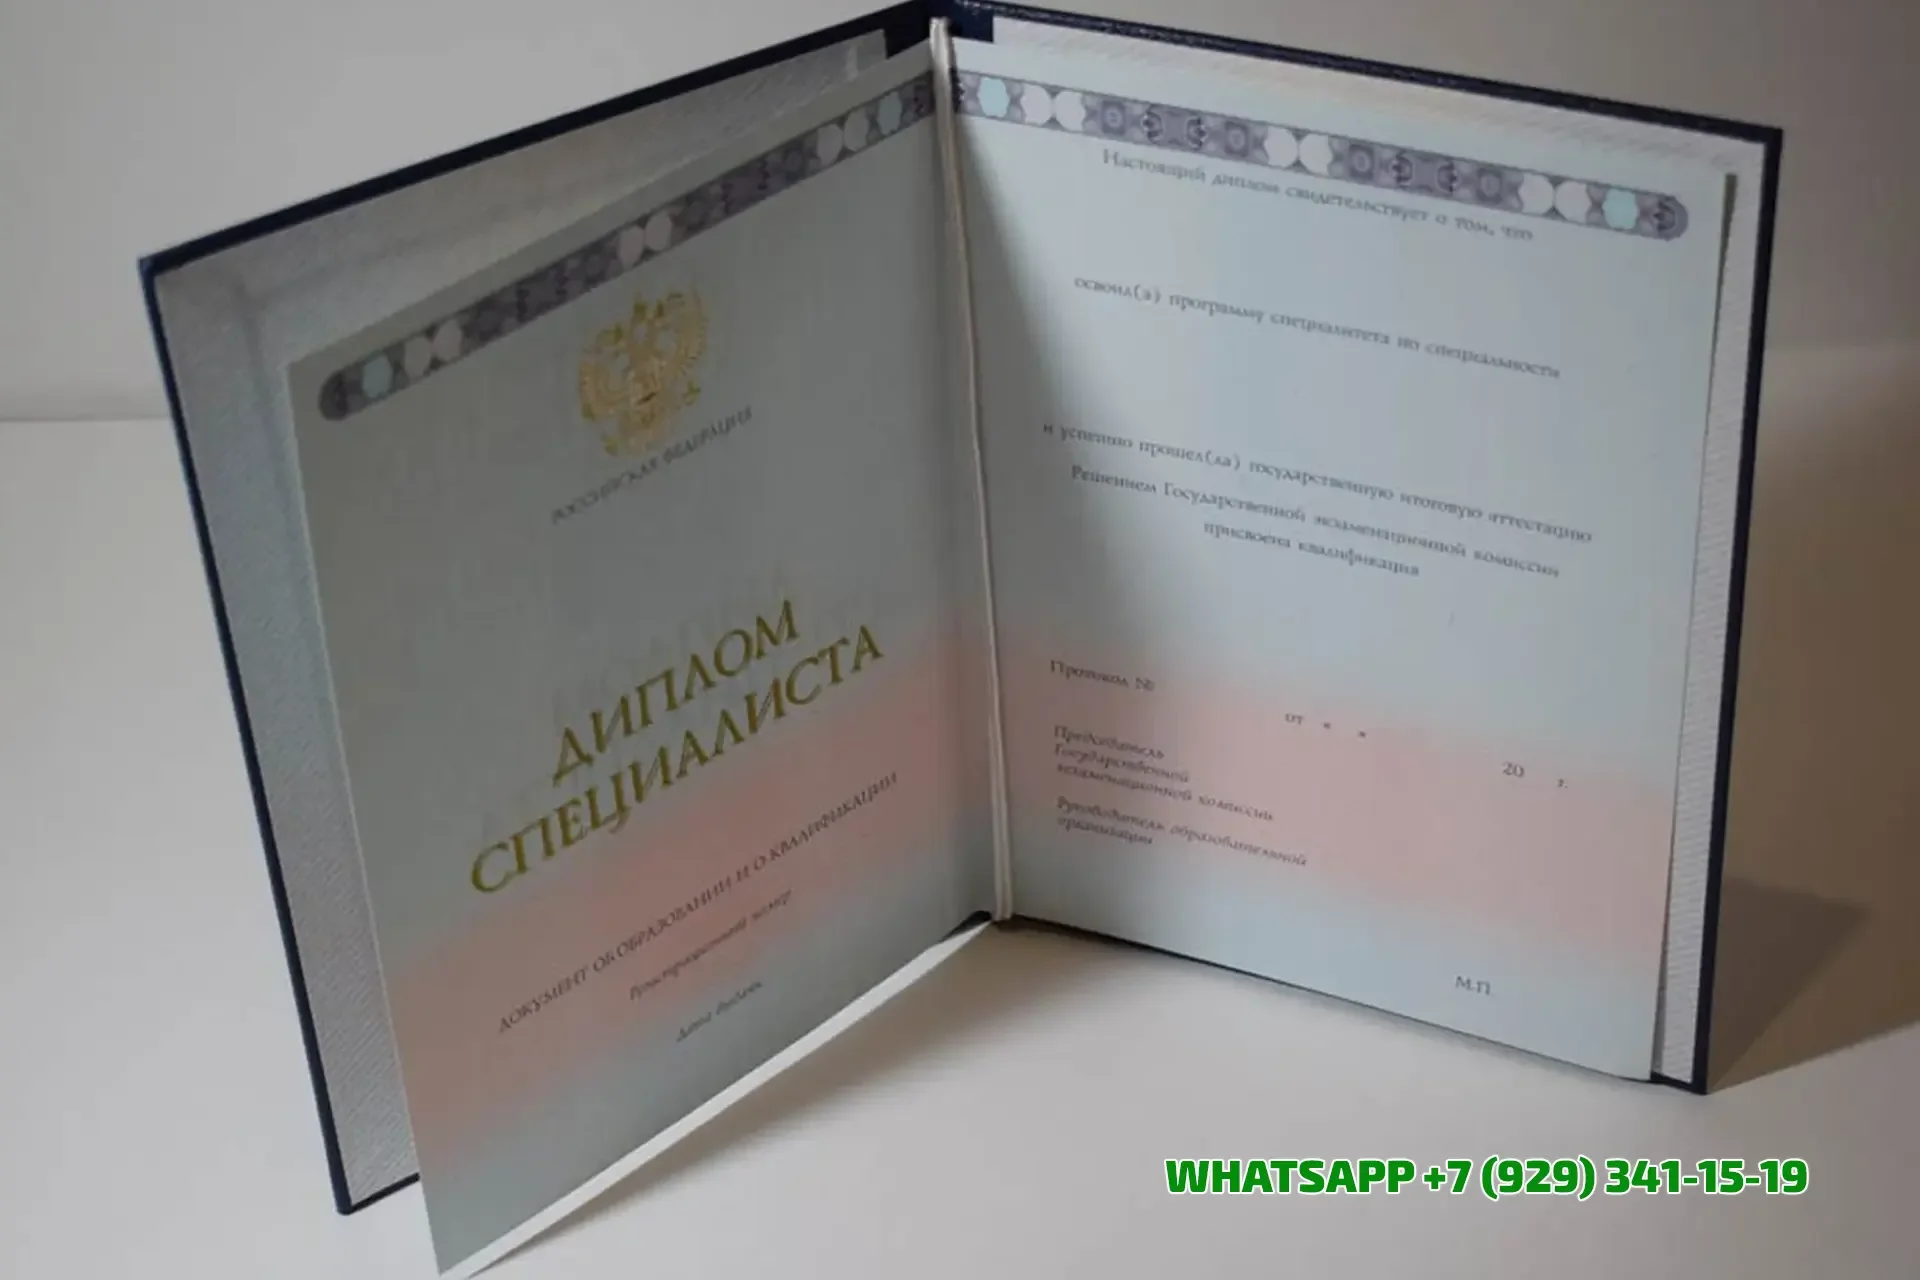 РОССИЙСКАЯ ФЕДЕРАЦИЯ
ДИПЛОМ
СПЕЦИАЛИСТА
ДОКУМЕНТ ОБ ОБРАЗОВАНИИ И О КВАЛИФИКАЦИИ
Регистрационный номер
Дата выдачи
Настоящий диплом свидетельствует о том, что
освоил(а) программу специалитета по специальности
и успешно прошел(ла) государственную итоговую аттестацию
Решением Государственной экзаменационной комиссии
присвоена квалификация
Протокол №
от « »
20 г.
Председатель
Государственной
экзаменационной комиссии
Руководитель образовательной
организации
М.П.
WHATSAPP +7 (929) 341-15-19